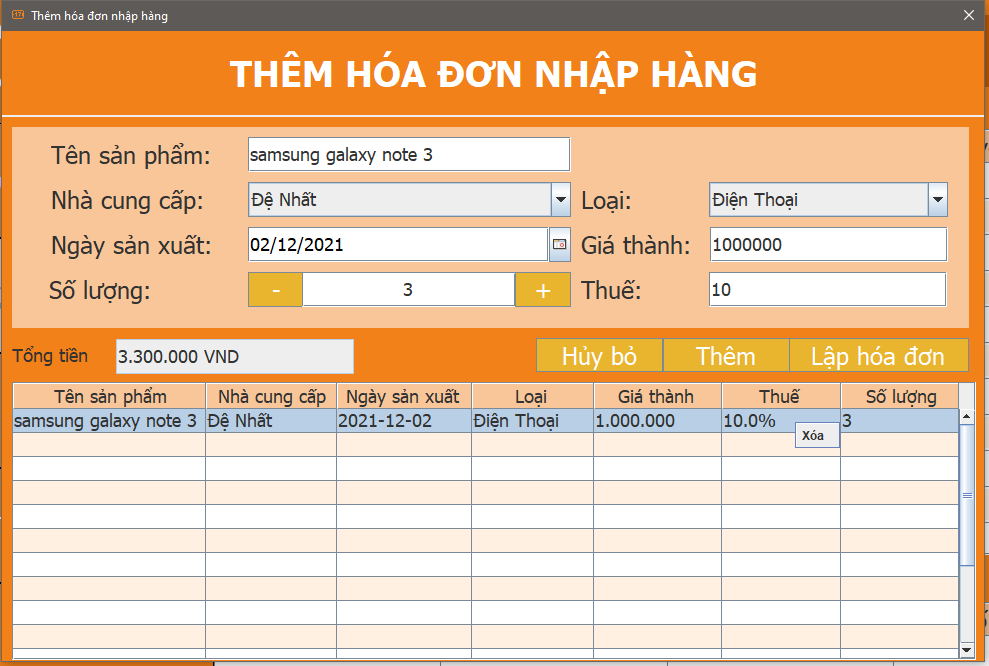 Thêm hóa đơn nhập hàng
THÊM HÓA ĐƠN NHẬP HÀNG
Tên sản phẩm: samsung galaxy note 3
Nhà cung cấp: Đệ Nhất Loại: Điện Thoại
Ngày sản xuất: 02/12/2021 Giá thành: 1000000
Số lượng: - 3 + Thuế: 10
Tổng tiền 3.300.000 VND Hủy bỏ Thêm Lập hóa đơn
Tên sản phẩm Nhà cung cấp Ngày sản xuất Loại Giá thành Thuế Số lượng
samsung galaxy note 3 Đệ Nhất 2021-12-02 Điện Thoại 1.000.000 10.0% 3
Xóa